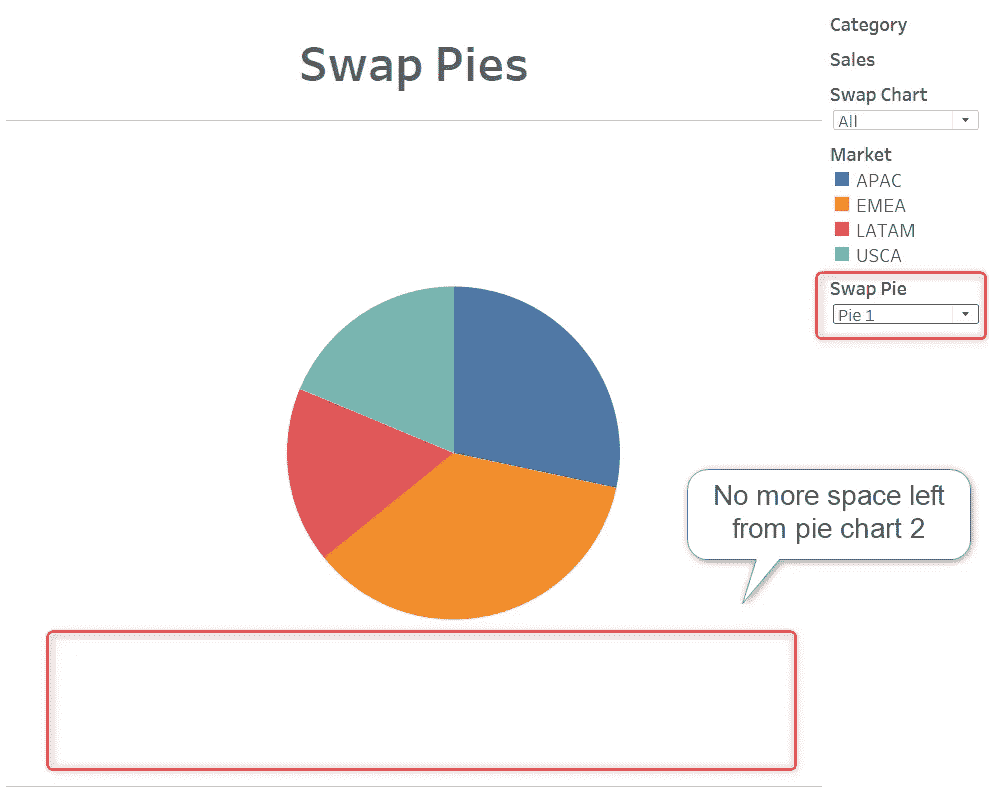 Swap Pies
Category
Sales
Swap Chart
All
Market
APAC
EMEA
LATAM
USCA
Swap Pie
Pie 1
No more space left
from pie chart 2